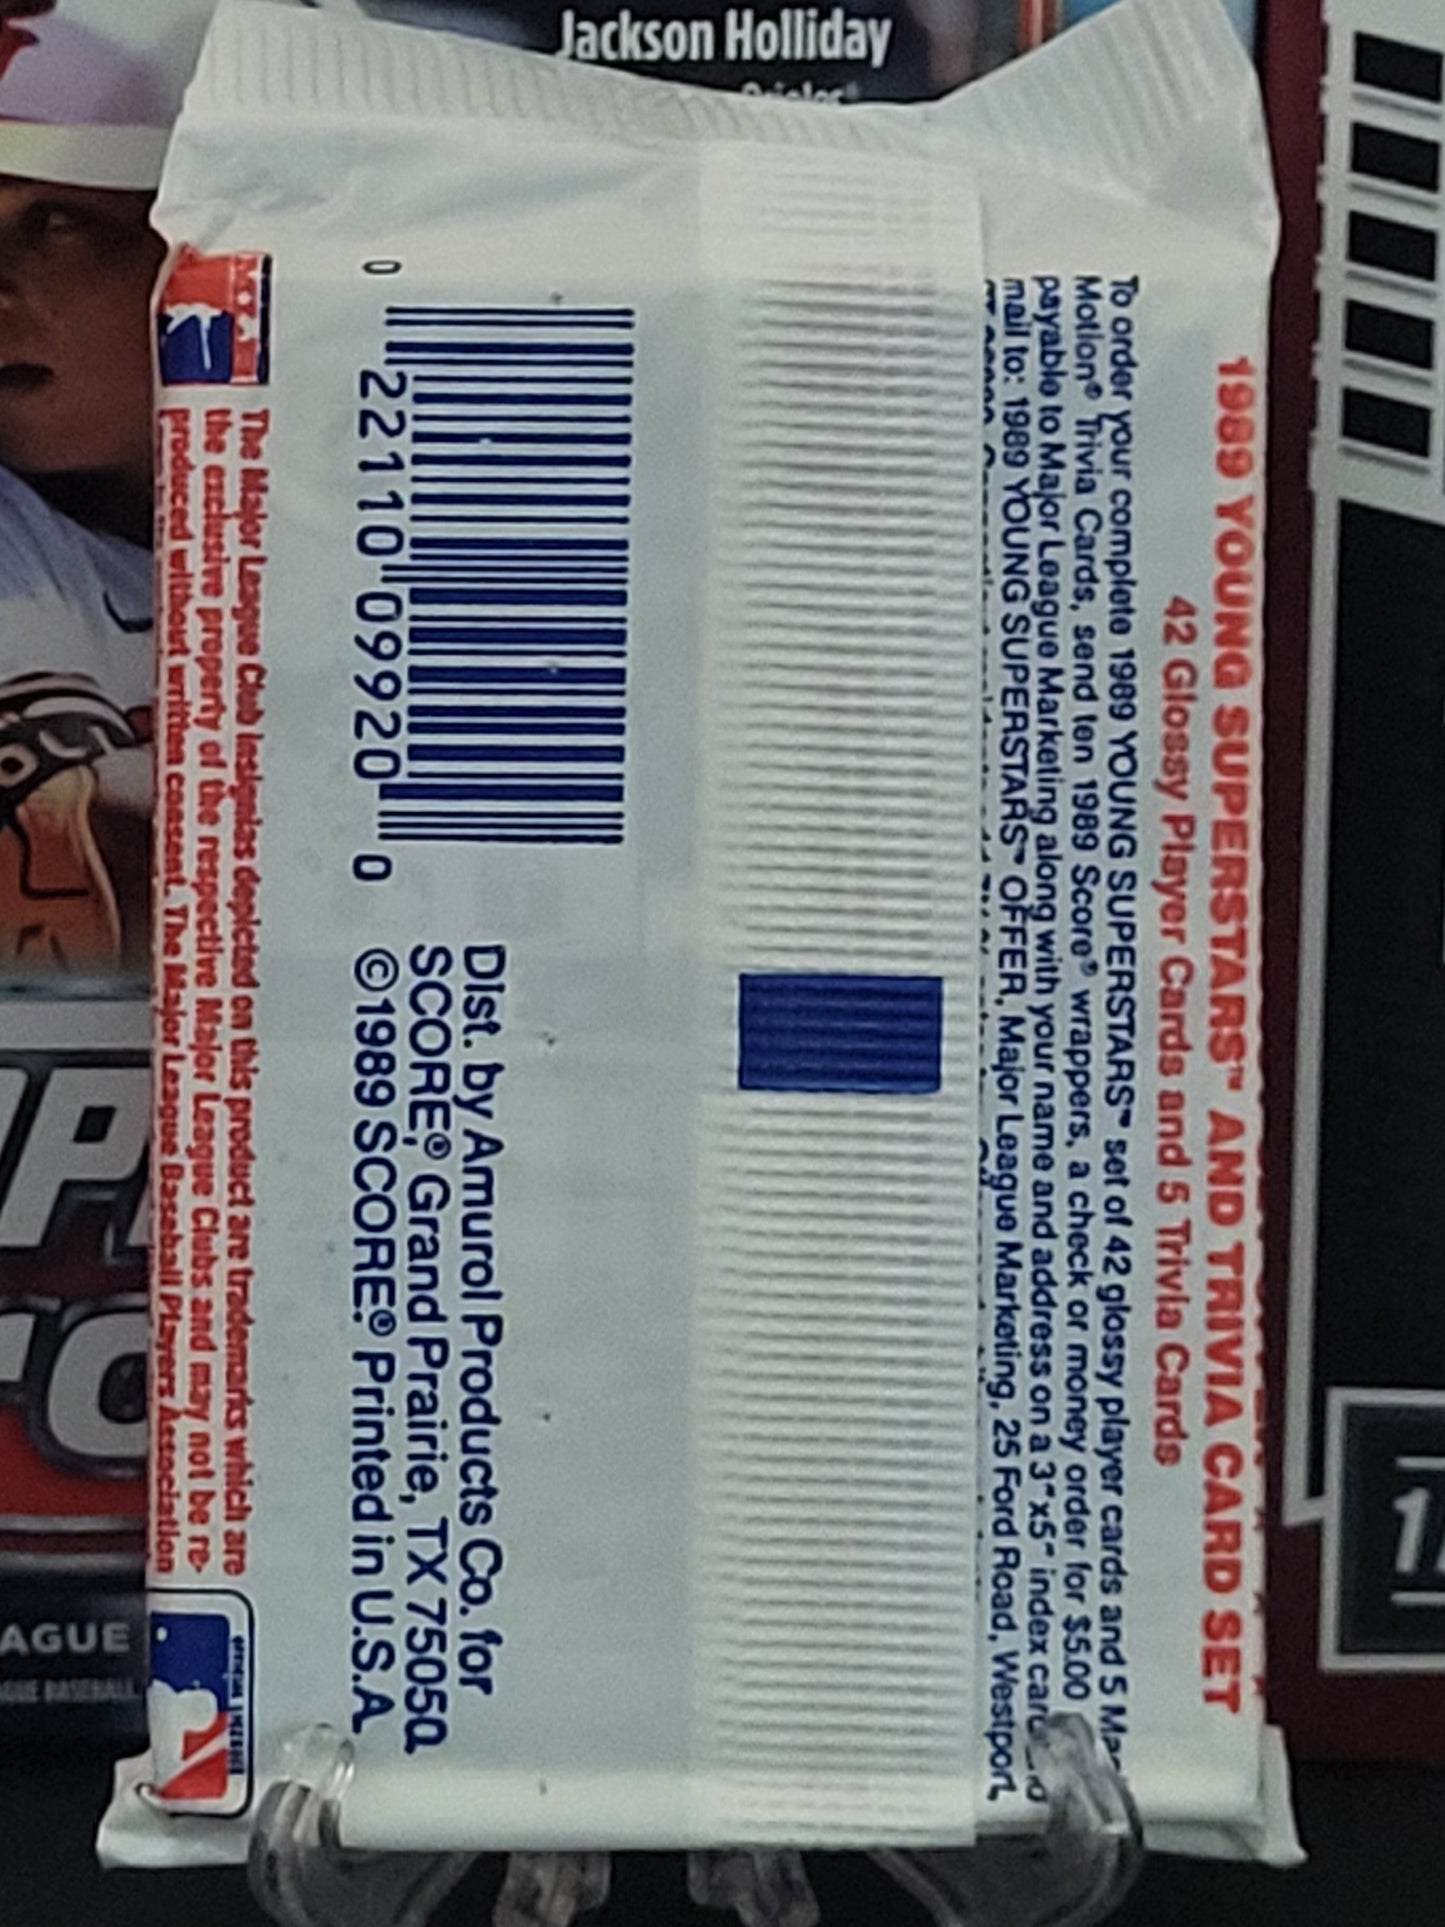 Jackson Holliday
1989 YOUNG SUPERSTARS™ AND TRIVIA CARD SET
42 Glossy Player Cards and 5 Trivia Cards
To order your complete 1989 YOUNG SUPERSTARS™ set of 42 glossy player cards and 5
Motion® Trivia Cards, send ten 1989 Score® wrappers, a check or money order for $5.00
payable to Major League Marketing along with your name and address on a 3" x5" index
mail to: 1989 YOUNG SUPERSTARS™ OFFER, Major League Marketing, 25 Ford Road, Westport,
0 22110 09920 0
Dist. by Amurol Products Co. for
SCORE,® Grand Prairie, TX 75050
©1989 SCORE.® Printed in U.S.A.
The Major League Club insignias depicted on this product are trademarks which are
the exclusive property of the respective Major League Clubs and may not be re-
produced without written consent. The Major League Baseball Players Association
AGUE